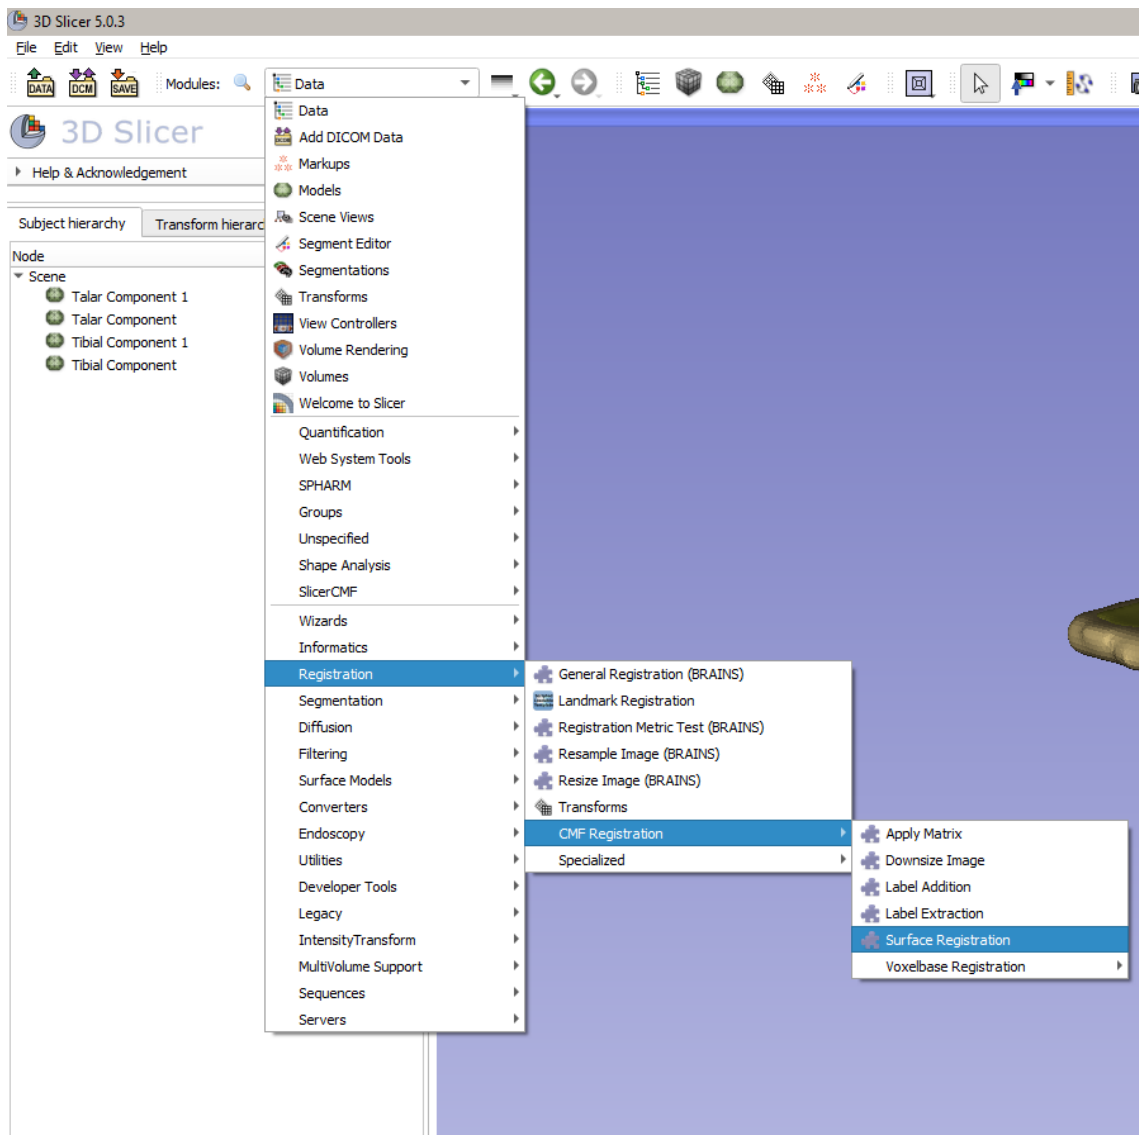 3D Slicer 5.0.3
File Edit View Help
DATA DCM SAVE Modules: Data
3D Slicer
Help & Acknowledgement
Subject hierarchy Transform hierarc
Node
Scene
Talar Component 1
Talar Component
Tibial Component 1
Tibial Component
Data
Add DICOM Data
Markups
Models
Scene Views
Segment Editor
Segmentations
Transforms
View Controllers
Volume Rendering
Volumes
Welcome to Slicer
Quantification
Web System Tools
SPHARM
Groups
Unspecified
Shape Analysis
SlicerCMF
Wizards
Informatics
Registration
Segmentation
Diffusion
Filtering
Surface Models
Converters
Endoscopy
Utilities
Developer Tools
Legacy
IntensityTransform
MultiVolume Support
Sequences
Servers
General Registration (BRAINS)
Landmark Registration
Registration Metric Test (BRAINS)
Resample Image (BRAINS)
Resize Image (BRAINS)
Transforms
CMF Registration
Specialized
Apply Matrix
Downsize Image
Label Addition
Label Extraction
Surface Registration
Voxelbase Registration